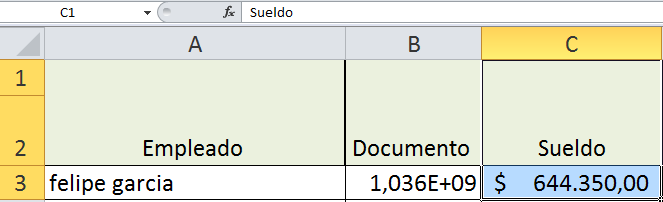 C1 fx Sueldo
A B C
1
2 Empleado Documento Sueldo
3 felipe garcia 1,036E+09 $ 644.350,00